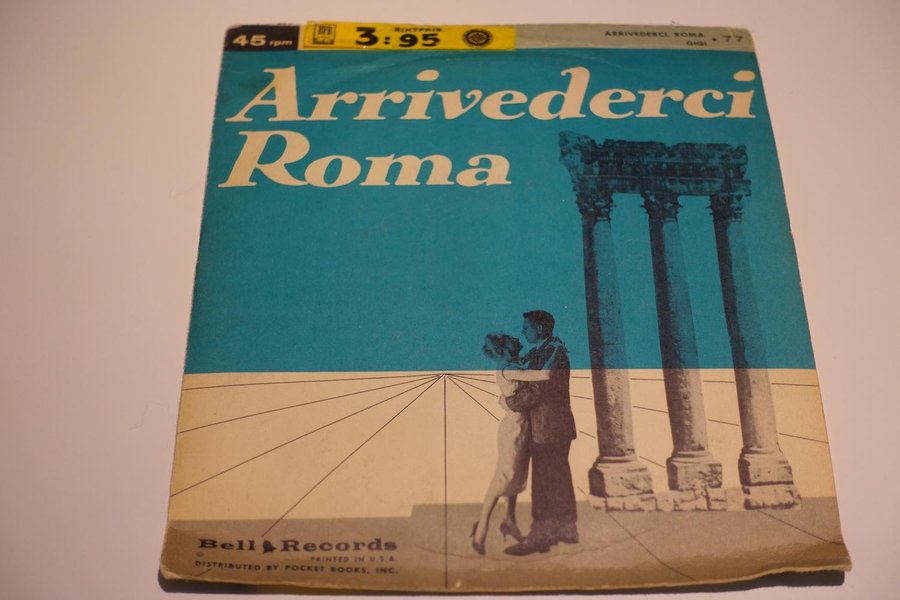 45 rpm
RIKTPRIS
3:95
ARRIVEDERCI, ROMA
GIGI
• 77
Arrivederci
Roma
Bell Records
©
PRINTED IN U.S.A.
DISTRIBUTED BY POCKET BOOKS, INC.